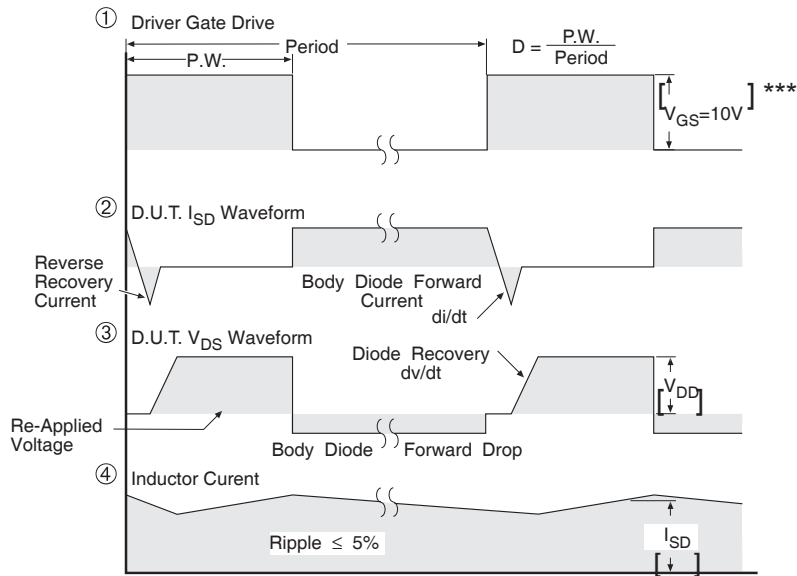 ① Driver Gate Drive
Period
P.W.
D = P.W. / Period
[ V_GS=10V ] ***
② D.U.T. I_SD Waveform
Reverse
Recovery
Current
Body Diode Forward
Current
di/dt
③ D.U.T. V_DS Waveform
Diode Recovery
dv/dt
[ V_DD ]
Re-Applied
Voltage
Body Diode Forward Drop
④ Inductor Curent
Ripple ≤ 5%
[ I_SD ]